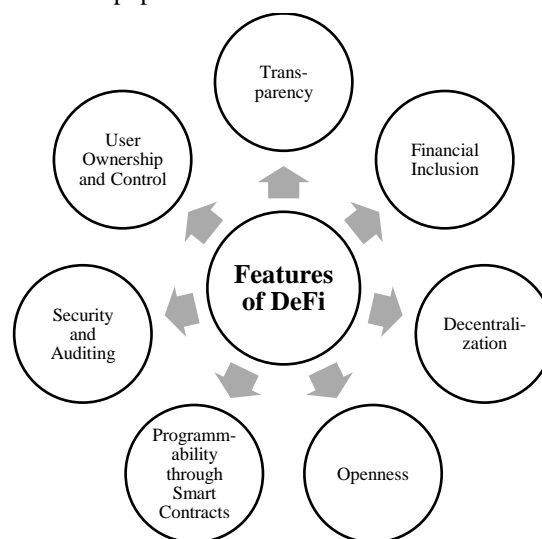 Trans-
parency
User
Ownership
and Control
Financial
Inclusion
Features
of DeFi
Security
and
Auditing
Decentrali-
zation
Programm-
ability
through
Smart
Contracts
Openness